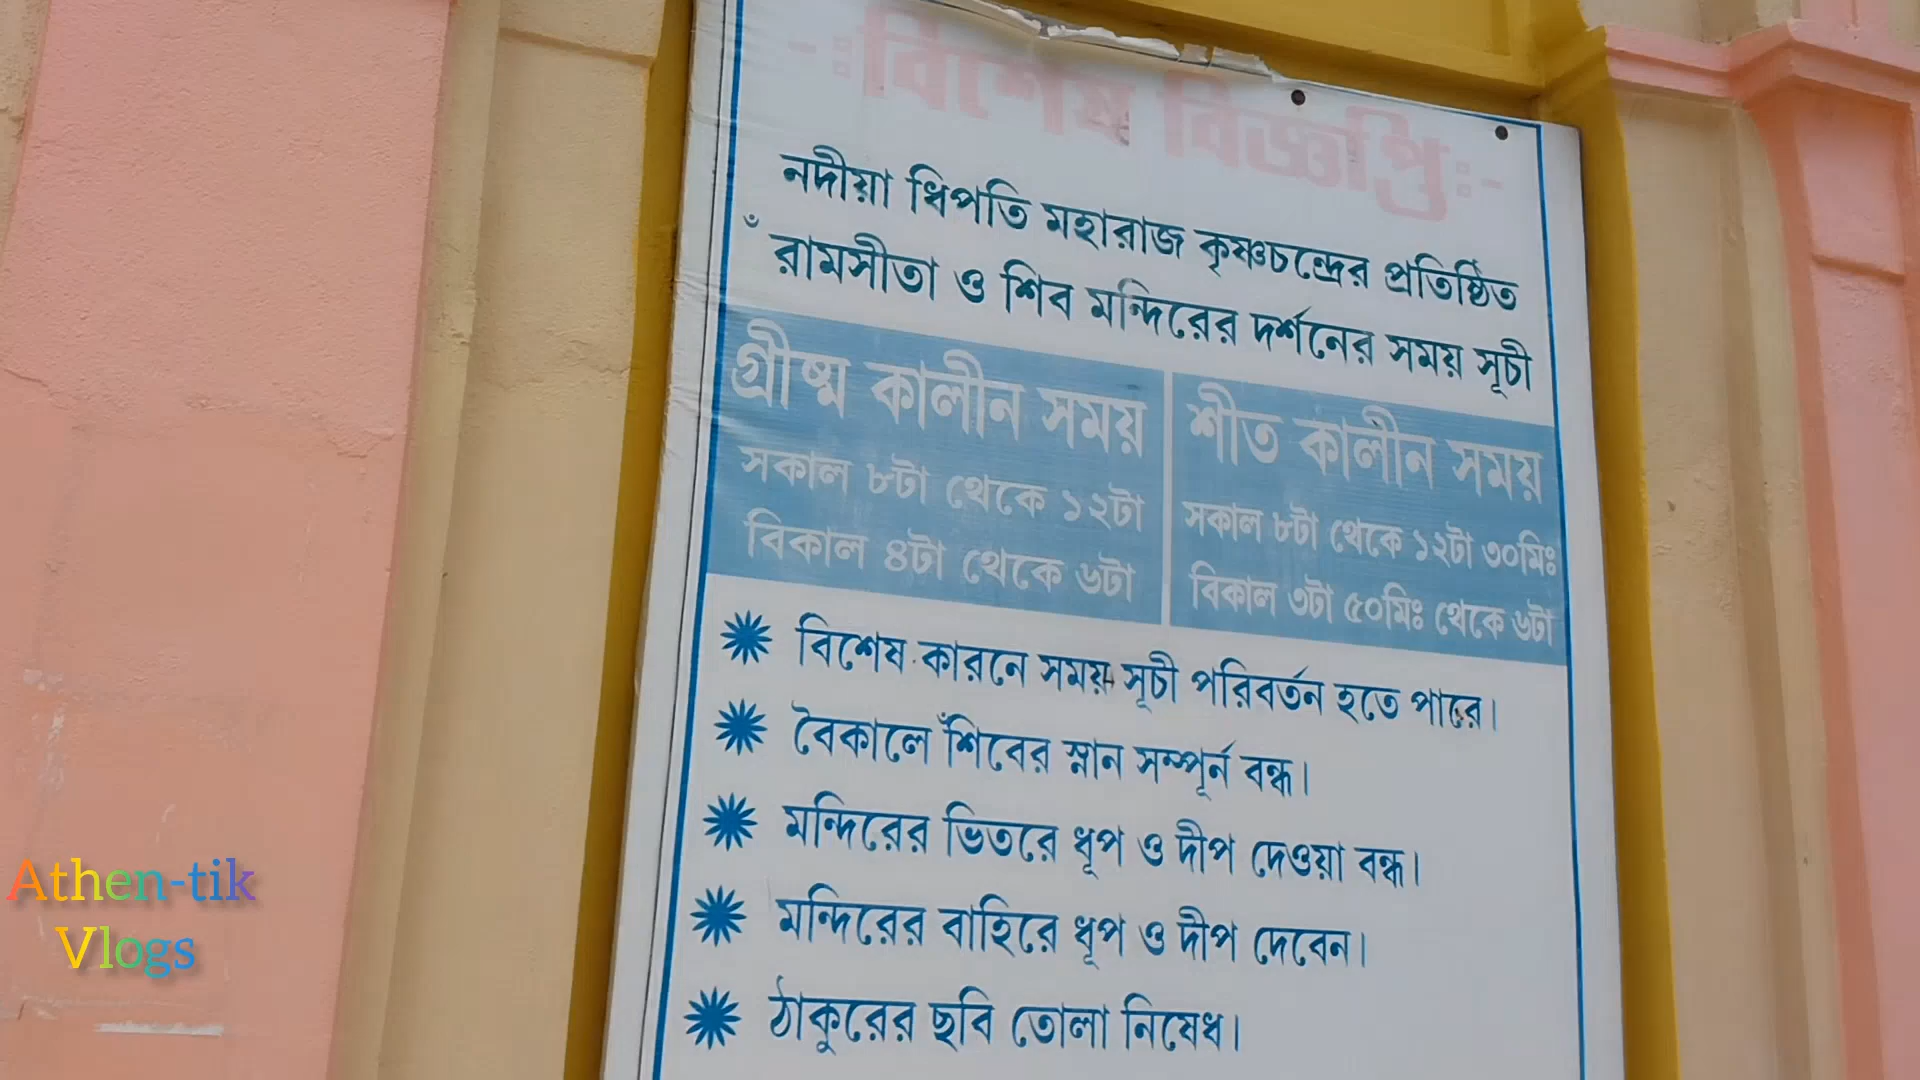 -ঃবিশেষ বিজ্ঞপ্তিঃ-
নদীয়া ধিপতি মহারাজ কৃষ্ণচন্দ্রের প্রতিষ্ঠিত
ঁরামসীতা ও শিব মন্দিরের দর্শনের সময় সূচী
গ্রীষ্ম কালীন সময়
সকাল ৮টা থেকে ১২টা
বিকাল ৪টা থেকে ৬টা
শীত কালীন সময়
সকাল ৮টা থেকে ১২টা ৩০মিঃ
বিকাল ৩টা ৫০মিঃ থেকে ৬টা
বিশেষ কারনে সময় সূচী পরিবর্তন হতে পারে।
বৈকালে ঁশিবের স্নান সম্পূর্ন বন্ধ।
মন্দিরের ভিতরে ধূপ ও দীপ দেওয়া বন্ধ।
মন্দিরের বাহিরে ধূপ ও দীপ দেবেন।
ঠাকুরের ছবি তোলা নিষেধ।
Athen-tik
Vlogs